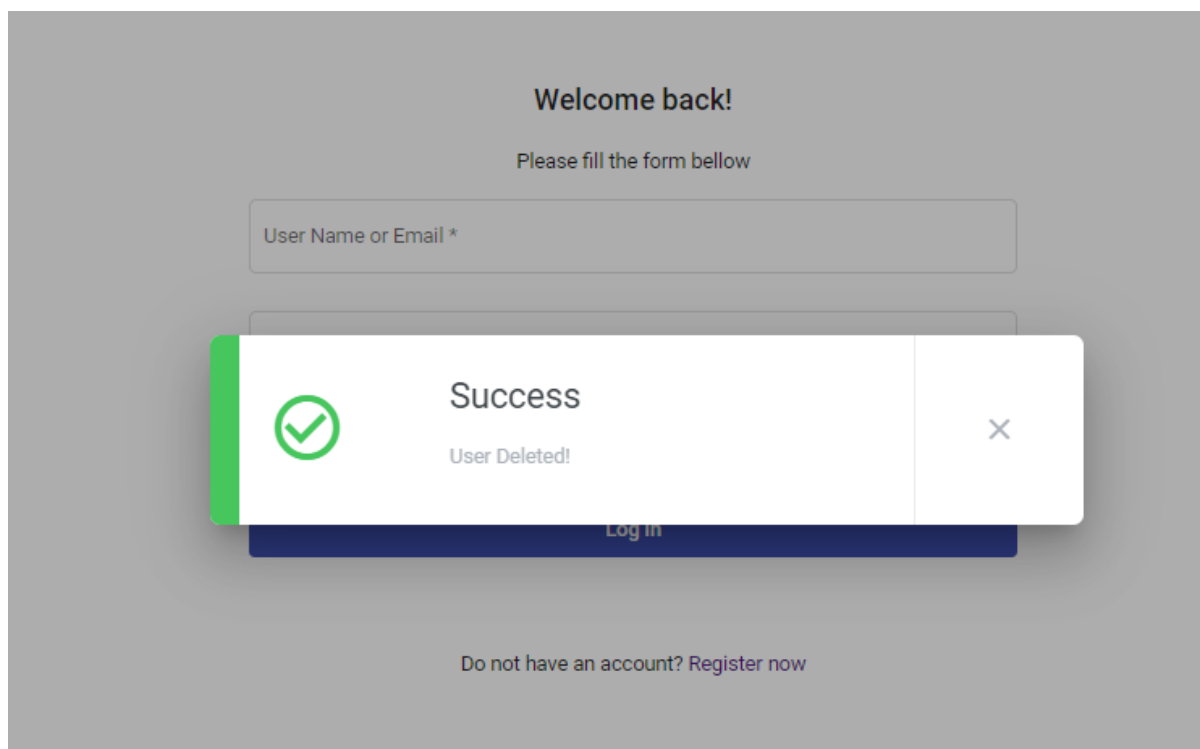 Welcome back!
Please fill the form bellow
User Name or Email *
Success
User Deleted!
Log In
Do not have an account? Register now